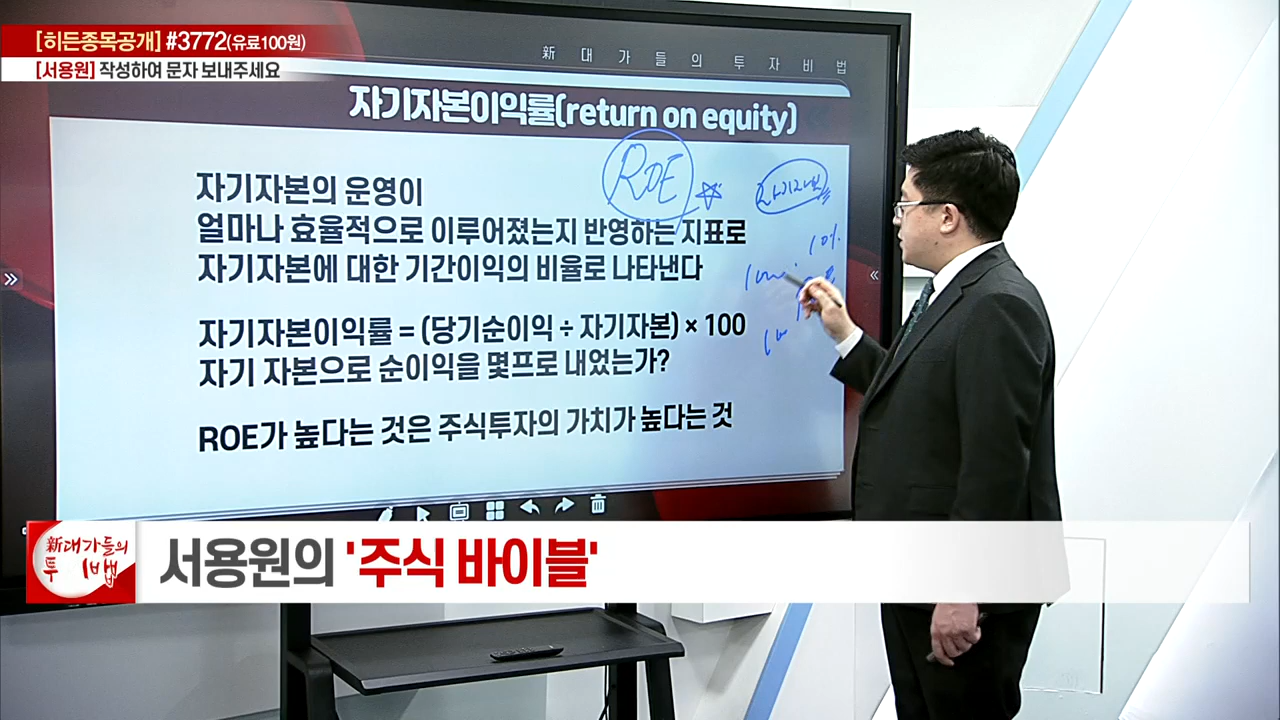 [히든종목공개] #3772(유료100원)
[서용원] 작성하여 문자 보내주세요
新 대 가 들 의 투 자 비 법
자기자본이익률(return on equity)
ROE
자기자본
자기자본의 운영이
얼마나 효율적으로 이루어졌는지 반영하는 지표로
10%
자기자본에 대한 기간이익의 비율로 나타낸다
자기자본이익률 = (당기순이익 ÷ 자기자본) × 100
자기 자본으로 순이익을 몇프로 내었는가?
ROE가 높다는 것은 주식투자의 가치가 높다는 것
新대가들의
투 비법
서용원의 '주식 바이블'